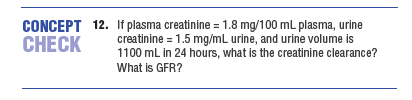 CONCEPT
CHECK
12. If plasma creatinine = 1.8 mg/100 mL plasma, urine
creatinine = 1.5 mg/mL urine, and urine volume is
1100 mL in 24 hours, what is the creatinine clearance?
What is GFR?